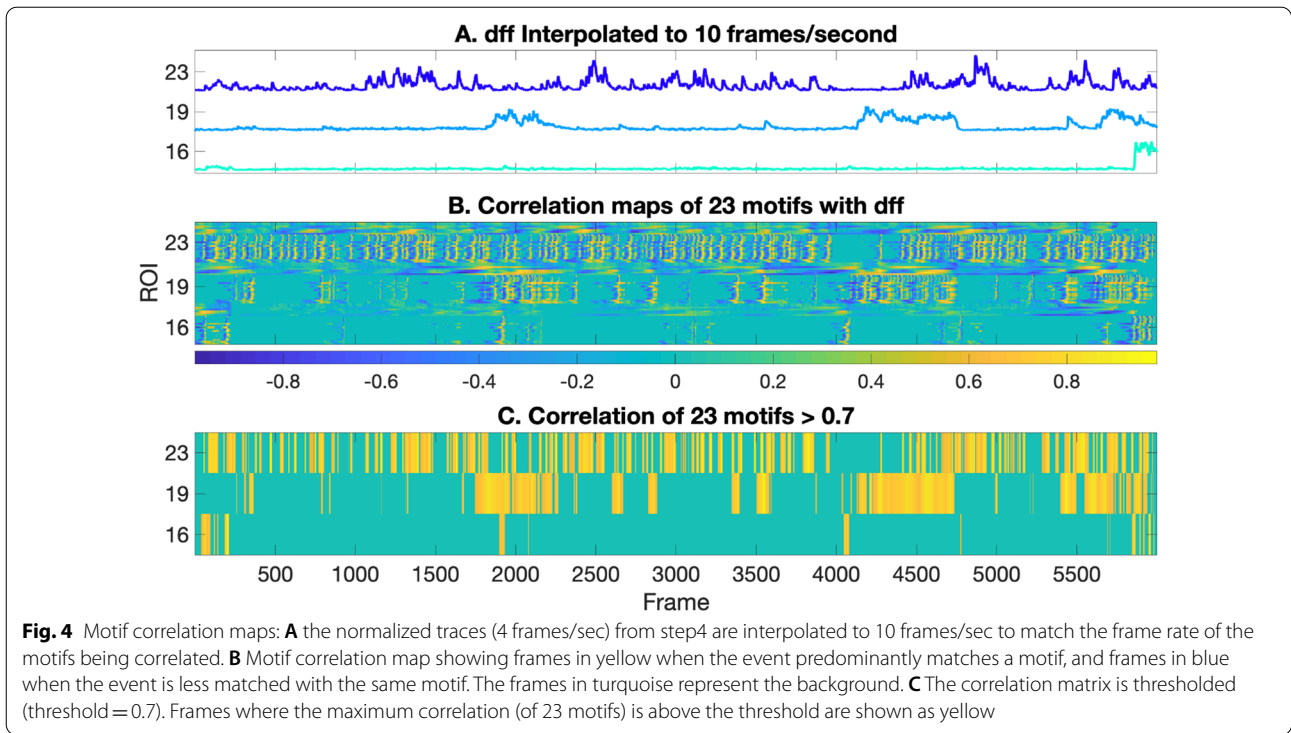 A. dff Interpolated to 10 frames/second
23
19
16
B. Correlation maps of 23 motifs with dff
23
19
16
ROI
-0.8 -0.6 -0.4 -0.2 0 0.2 0.4 0.6 0.8
C. Correlation of 23 motifs > 0.7
23
19
16
500 1000 1500 2000 2500 3000 3500 4000 4500 5000 5500
Frame
Fig. 4 Motif correlation maps: A the normalized traces (4 frames/sec) from step4 are interpolated to 10 frames/sec to match the frame rate of the
motifs being correlated. B Motif correlation map showing frames in yellow when the event predominantly matches a motif, and frames in blue
when the event is less matched with the same motif. The frames in turquoise represent the background. C The correlation matrix is thresholded
(threshold = 0.7). Frames where the maximum correlation (of 23 motifs) is above the threshold are shown as yellow